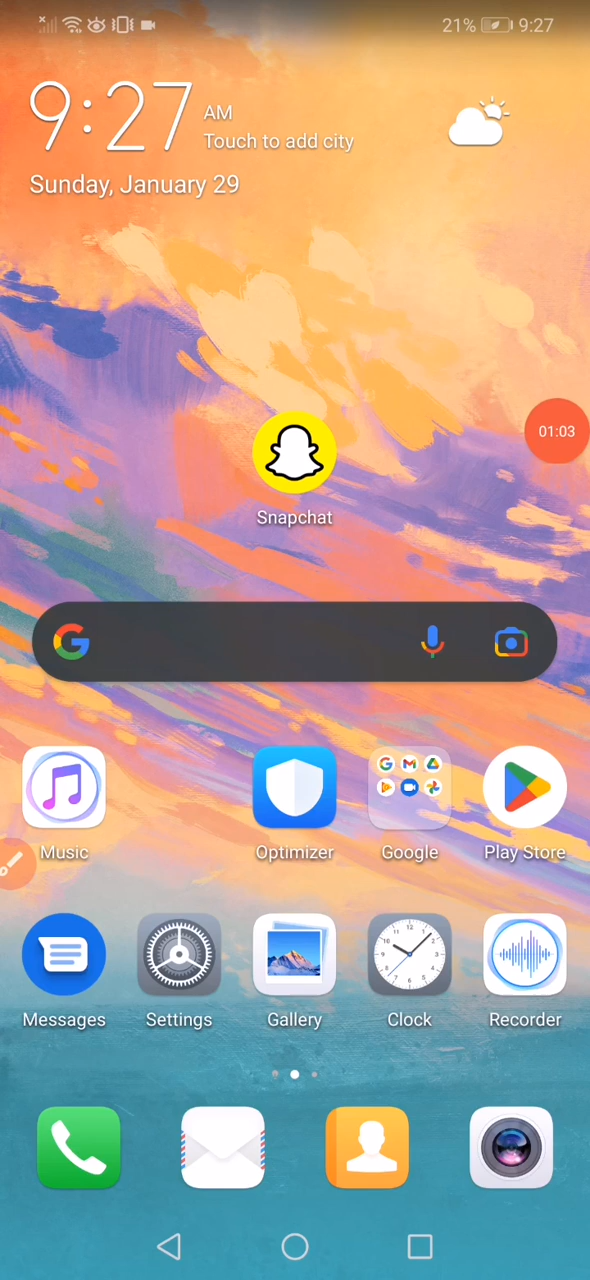 21% 9:27
9:27 AM
Touch to add city
Sunday, January 29
01:03
Snapchat
Music Optimizer Google Play Store
Messages Settings Gallery Clock Recorder